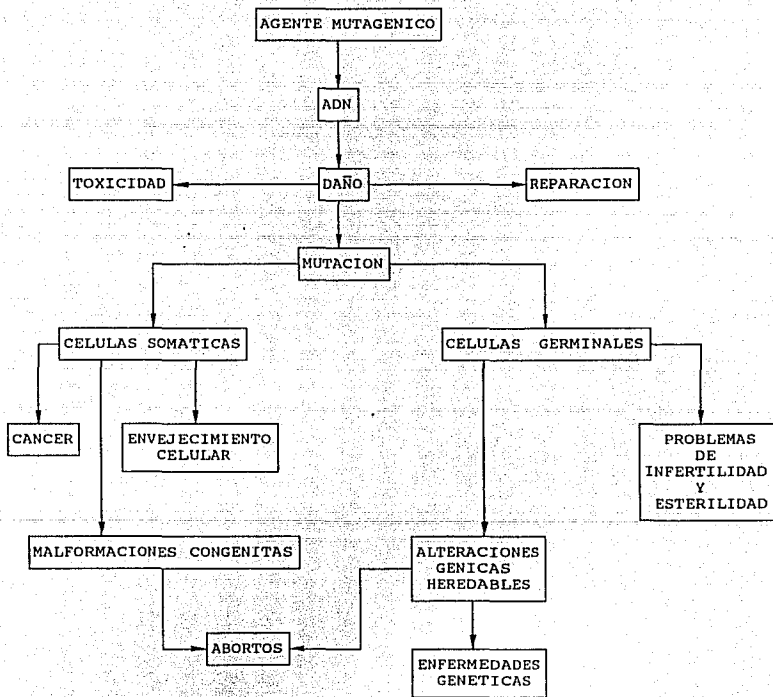 AGENTE MUTAGENICO
ADN
TOXICIDAD
DAÑO
REPARACION
MUTACION
CELULAS SOMATICAS
CELULAS GERMINALES
CANCER
ENVEJECIMIENTO
CELULAR
PROBLEMAS
DE
INFERTILIDAD
Y
ESTERILIDAD
MALFORMACIONES CONGENITAS
ALTERACIONES
GENICAS
HEREDABLES
ABORTOS
ENFERMEDADES
GENETICAS